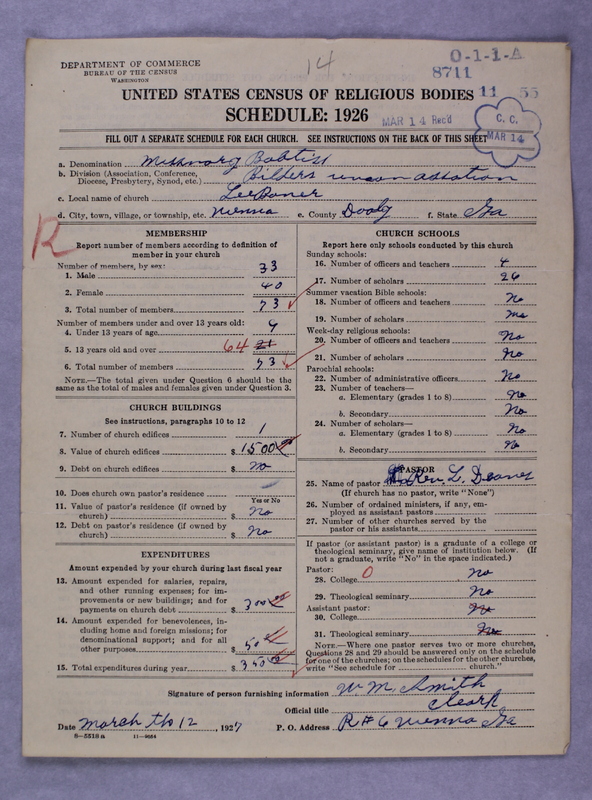 DEPARTMENT OF COMMERCE
BUREAU OF THE CENSUS
WASHINGTON
14
O-1-1-A
8711
11 55
UNITED STATES CENSUS OF RELIGIOUS BODIES
SCHEDULE: 1926
MAR 14 Rec'd
C. C.
MAR 14
FILL OUT A SEPARATE SCHEDULE FOR EACH CHURCH. SEE INSTRUCTIONS ON THE BACK OF THIS SHEET
a. Denomination
b. Division (Association, Conference, Diocese, Presbytery, Synod, etc.) Bilders
c. Local name of church
d. City, town, village, or township, etc. Vienna e. County Dooly f. State Ga
R
MEMBERSHIP
Report number of members according to definition of
member in your church
Number of members, by sex:
1. Male 33
2. Female 40
3. Total number of members 73
Number of members under and over 13 years old:
4. Under 13 years of age 9
5. 13 years old and over 64 21
6. Total number of members 73
NOTE.—The total given under Question 6 should be
same as the total of males and females given under Question 3.
CHURCH BUILDINGS
See instructions, paragraphs 10 to 12
7. Number of church edifices 1
8. Value of church edifices $ 1500.00
9. Debt on church edifices $ no
10. Does church own pastor's residence
Yes or No
11. Value of pastor's residence (if owned by
church) $ No
12. Debt on pastor's residence (if owned by
church) $ No
EXPENDITURES
Amount expended by your church during last fiscal year
13. Amount expended for salaries, repairs,
and other running expenses; for im-
provements or new buildings; and for
payments on church debt $ 300.00
14. Amount expended for benevolences, in-
cluding home and foreign missions; for
denominational support; and for all
other purposes $ 50.00
15. Total expenditures during year $ 350.00
CHURCH SCHOOLS
Report here only schools conducted by this church
Sunday schools:
16. Number of officers and teachers 4
17. Number of scholars 26
Summer vacation Bible schools:
18. Number of officers and teachers No
19. Number of scholars
Week-day religious schools:
20. Number of officers and teachers No
21. Number of scholars No
Parochial schools:
22. Number of administrative officers No
23. Number of teachers—
a. Elementary (grades 1 to 8) No
b. Secondary No
24. Number of scholars—
a. Elementary (grades 1 to 8) No
b. Secondary No
PASTOR
25. Name of pastor Rev. L.
(If church has no pastor, write "None")
26. Number of ordained ministers, if any, em-
ployed as assistant pastors
27. Number of other churches served by the
pastor or his assistants
If pastor (or assistant pastor) is a graduate of a college or
theological seminary, give name of institution below. (If
not a graduate, write "No" in the space indicated.)
Pastor:
28. College 0 No
29. Theological seminary No
Assistant pastor:
30. College No
31. Theological seminary No
NOTE.—Where one pastor serves two or more churches,
Questions 28 and 29 should be answered only on the schedule
for one of the churches; on the schedules for the other churches,
write "See schedule for church."
Signature of person furnishing information W. M. Smith
Official title Clerk
Date March th 12, 1927 P. O. Address R # 6 Vienna Ga
8-5518 a 11-9684